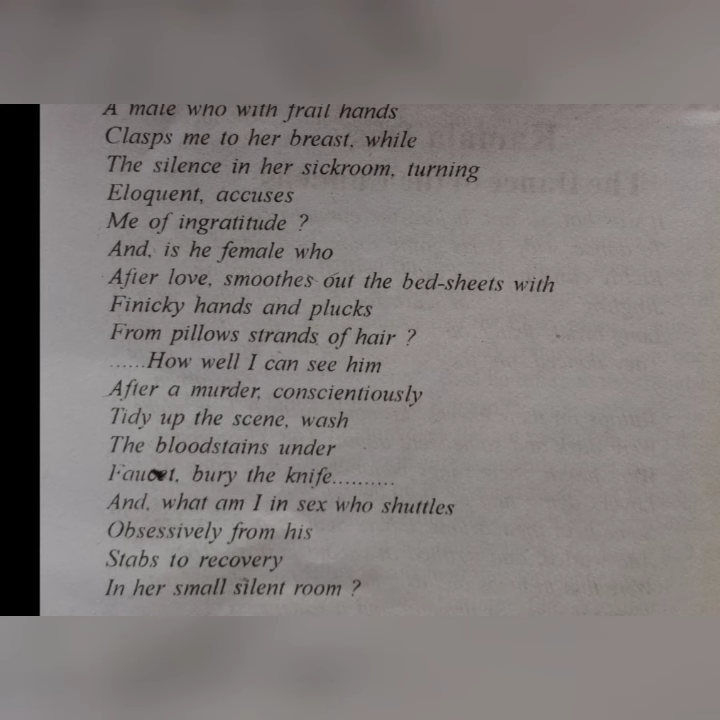 A male who with frail hands
Clasps me to her breast, while
The silence in her sickroom, turning
Eloquent, accuses
Me of ingratitude ?
And, is he female who
After love, smoothes out the bed-sheets with
Finicky hands and plucks
From pillows strands of hair ?
......How well I can see him
After a murder, conscientiously
Tidy up the scene, wash
The bloodstains under
Faucet, bury the knife..........
And, what am I in sex who shuttles
Obsessively from his
Stabs to recovery
In her small silent room ?